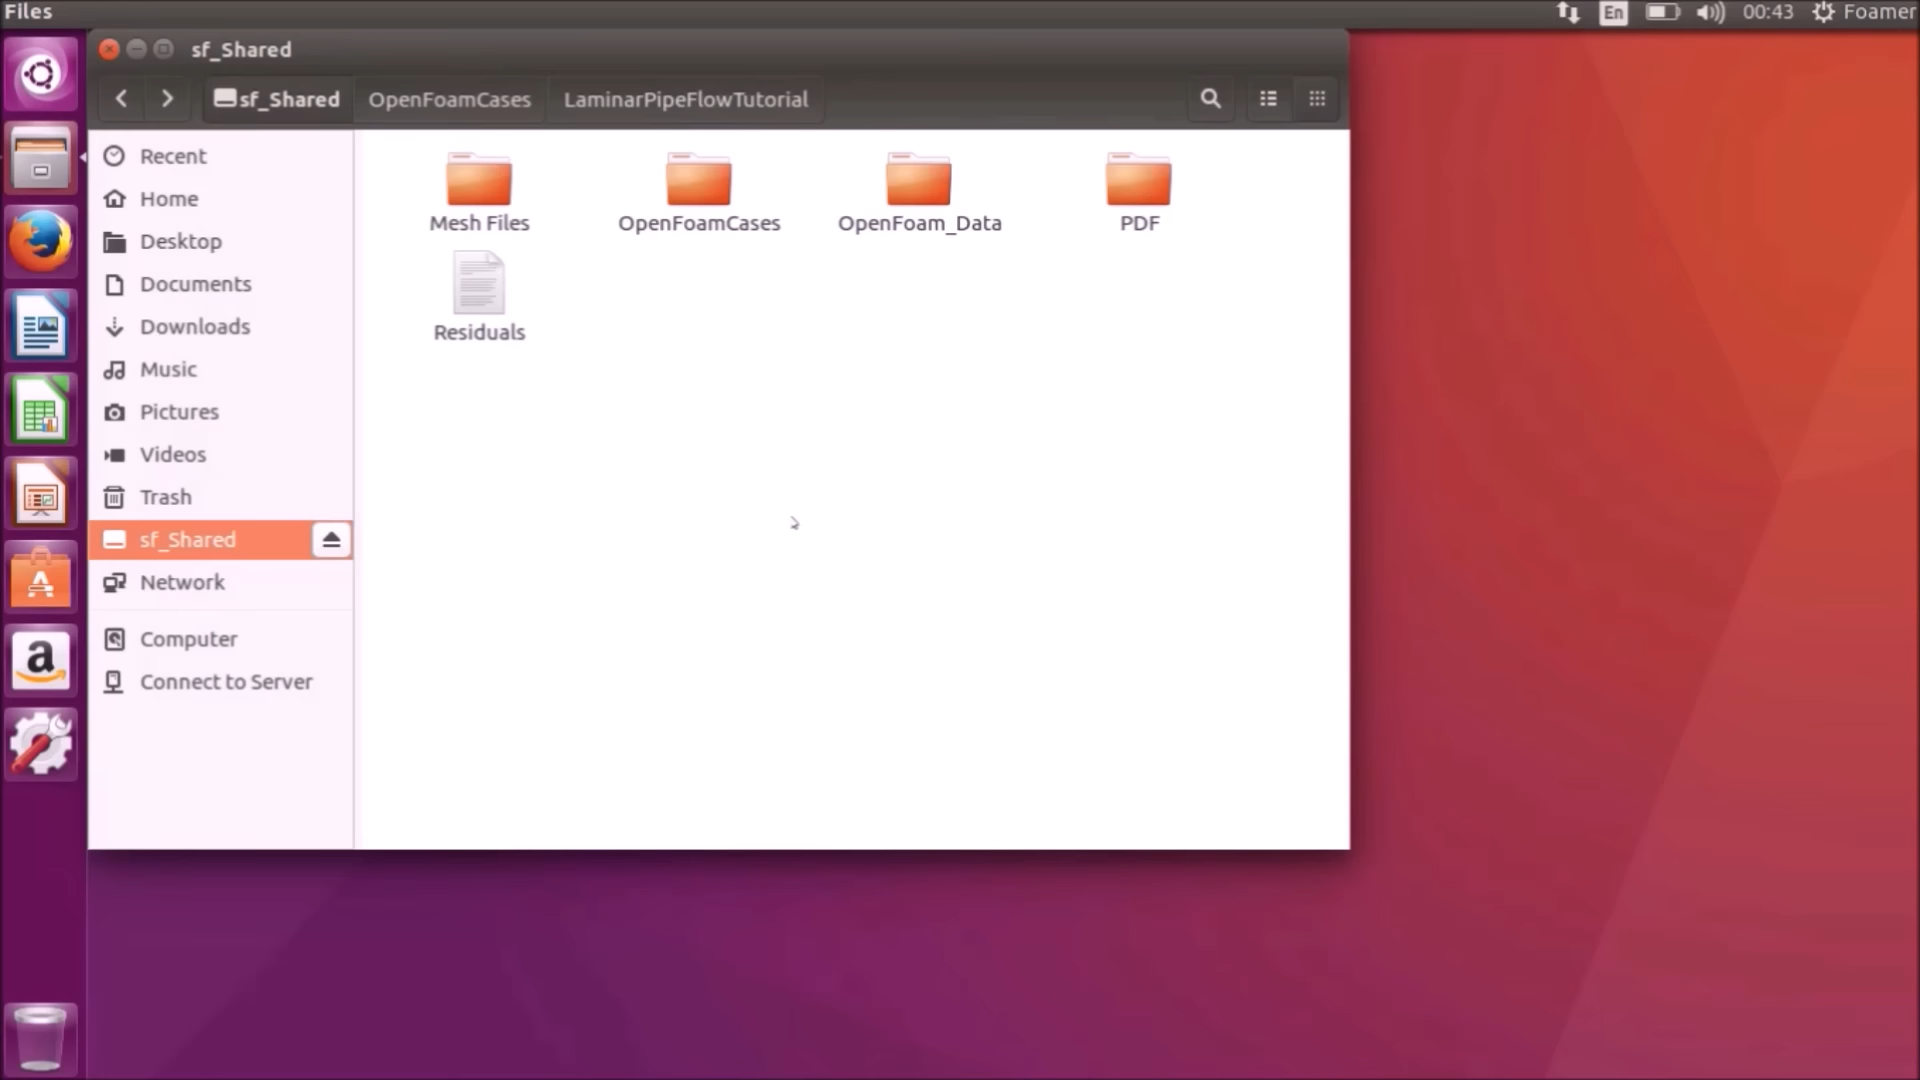 Files
En
00:43
Foamer
sf_Shared
sf_Shared
OpenFoamCases
LaminarPipeFlowTutorial
Recent
Home
Desktop
Documents
Downloads
Music
Pictures
Videos
Trash
sf_Shared
Network
Computer
Connect to Server
Mesh Files
OpenFoamCases
OpenFoam_Data
PDF
Residuals
a